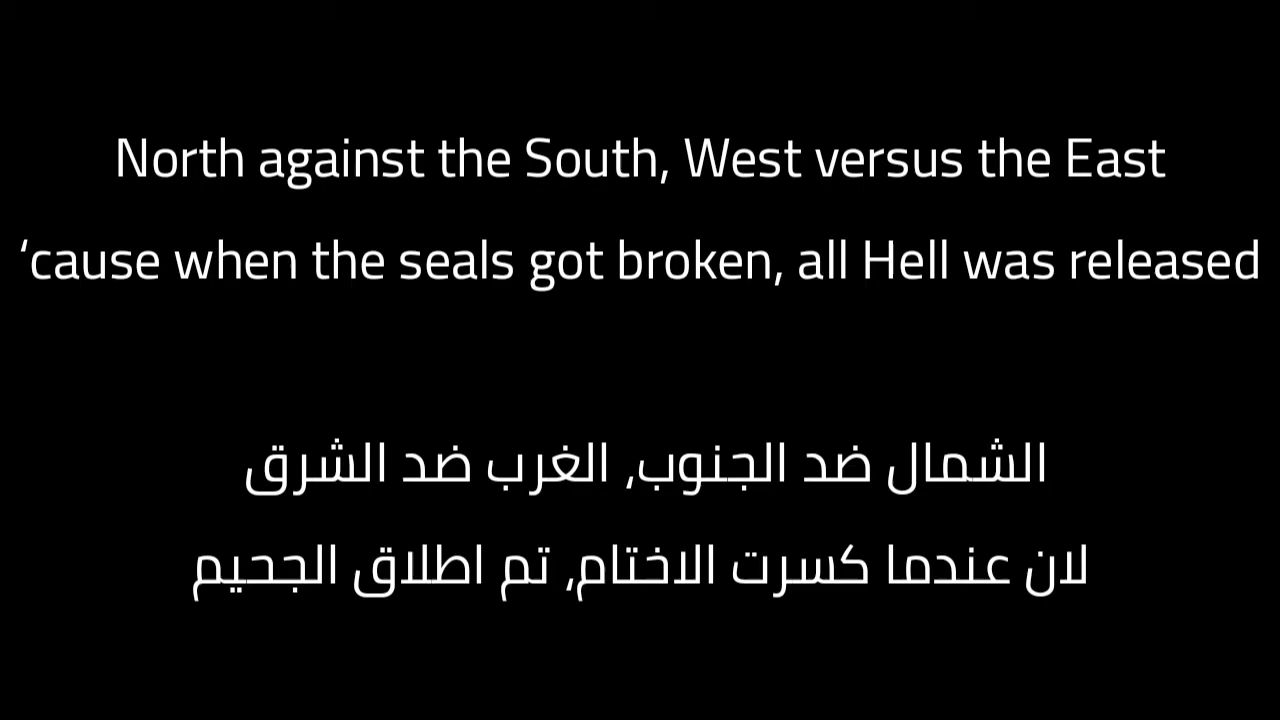 North against the South, West versus the East
‘cause when the seals got broken, all Hell was released
الشمال ضد الجنوب, الغرب ضد الشرق
لان عندما كسرت الاختام, تم اطلاق الجحيم